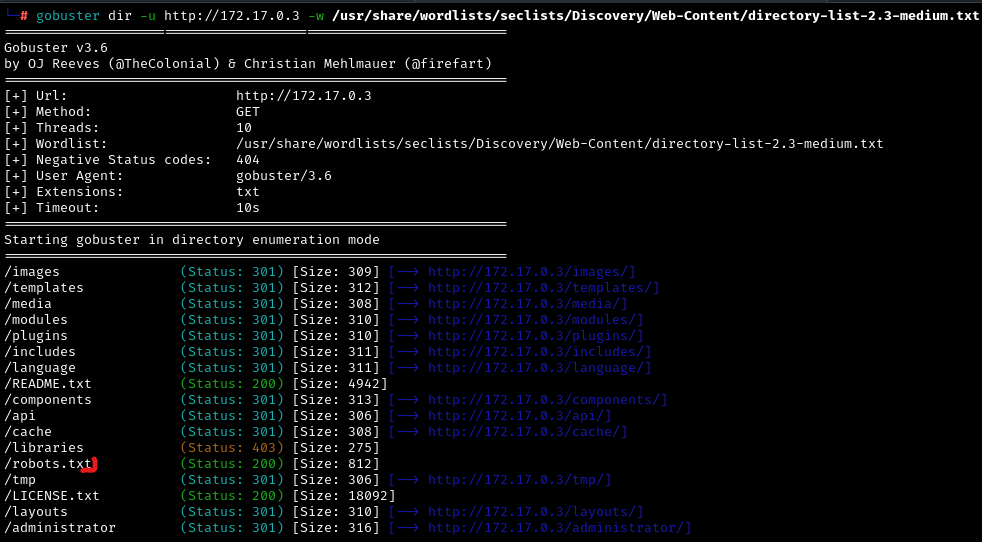 └─# gobuster dir -u http://172.17.0.3 -w /usr/share/wordlists/seclists/Discovery/Web-Content/directory-list-2.3-medium.txt
===============================================================
Gobuster v3.6
by OJ Reeves (@TheColonial) & Christian Mehlmauer (@firefart)
===============================================================
[+] Url:                     http://172.17.0.3
[+] Method:                  GET
[+] Threads:                 10
[+] Wordlist:                /usr/share/wordlists/seclists/Discovery/Web-Content/directory-list-2.3-medium.txt
[+] Negative Status codes:   404
[+] User Agent:              gobuster/3.6
[+] Extensions:              txt
[+] Timeout:                 10s
===============================================================
Starting gobuster in directory enumeration mode
===============================================================
/images               (Status: 301) [Size: 309] [--> http://172.17.0.3/images/]
/templates            (Status: 301) [Size: 312] [--> http://172.17.0.3/templates/]
/media                (Status: 301) [Size: 308] [--> http://172.17.0.3/media/]
/modules              (Status: 301) [Size: 310] [--> http://172.17.0.3/modules/]
/plugins              (Status: 301) [Size: 310] [--> http://172.17.0.3/plugins/]
/includes             (Status: 301) [Size: 311] [--> http://172.17.0.3/includes/]
/language             (Status: 301) [Size: 311] [--> http://172.17.0.3/language/]
/README.txt           (Status: 200) [Size: 4942]
/components           (Status: 301) [Size: 313] [--> http://172.17.0.3/components/]
/api                  (Status: 301) [Size: 306] [--> http://172.17.0.3/api/]
/cache                (Status: 301) [Size: 308] [--> http://172.17.0.3/cache/]
/libraries            (Status: 403) [Size: 275]
/robots.txt           (Status: 200) [Size: 812]
/tmp                  (Status: 301) [Size: 306] [--> http://172.17.0.3/tmp/]
/LICENSE.txt          (Status: 200) [Size: 18092]
/layouts              (Status: 301) [Size: 310] [--> http://172.17.0.3/layouts/]
/administrator        (Status: 301) [Size: 316] [--> http://172.17.0.3/administrator/]